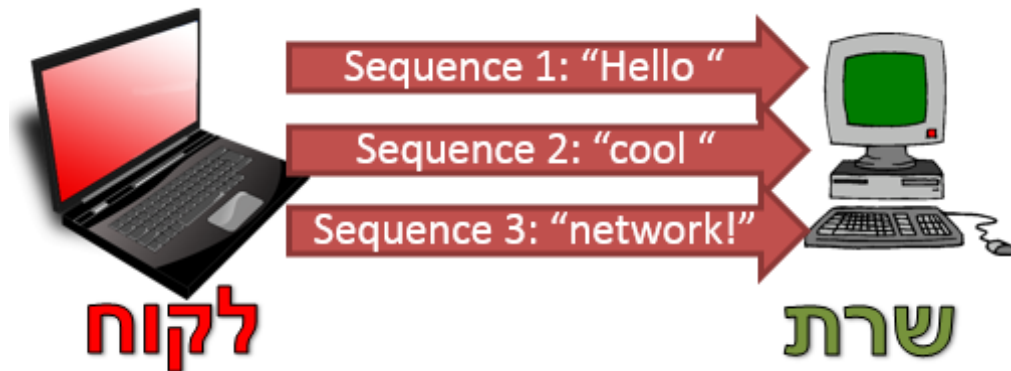 Sequence 1: “Hello “
Sequence 2: “cool “
Sequence 3: “network!”
לקוח
שרת